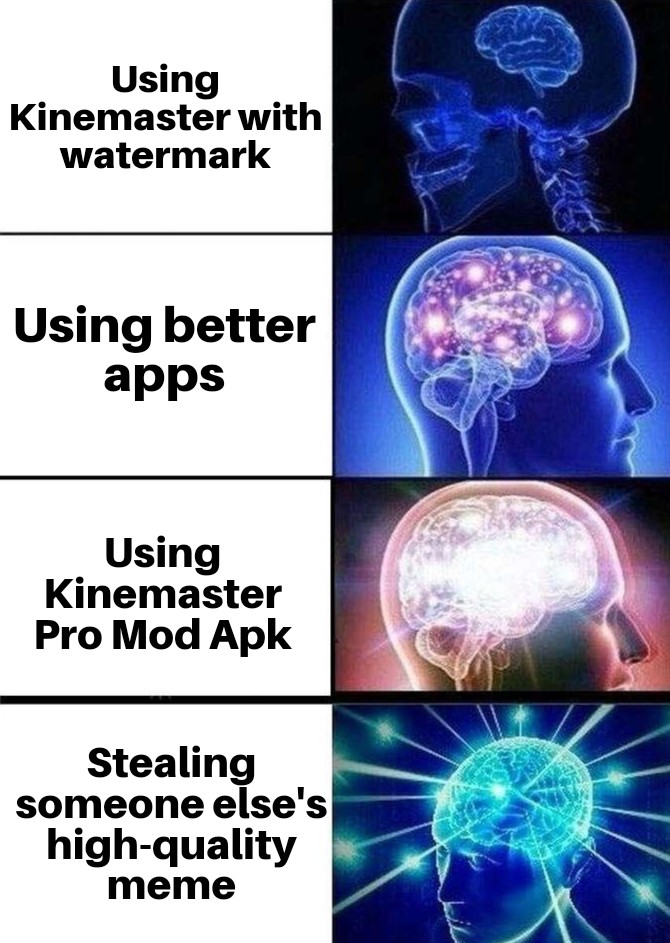 Using
Kinemaster with
watermark
Using better
apps
Using
Kinemaster
Pro Mod Apk
Stealing
someone else's
high-quality
meme